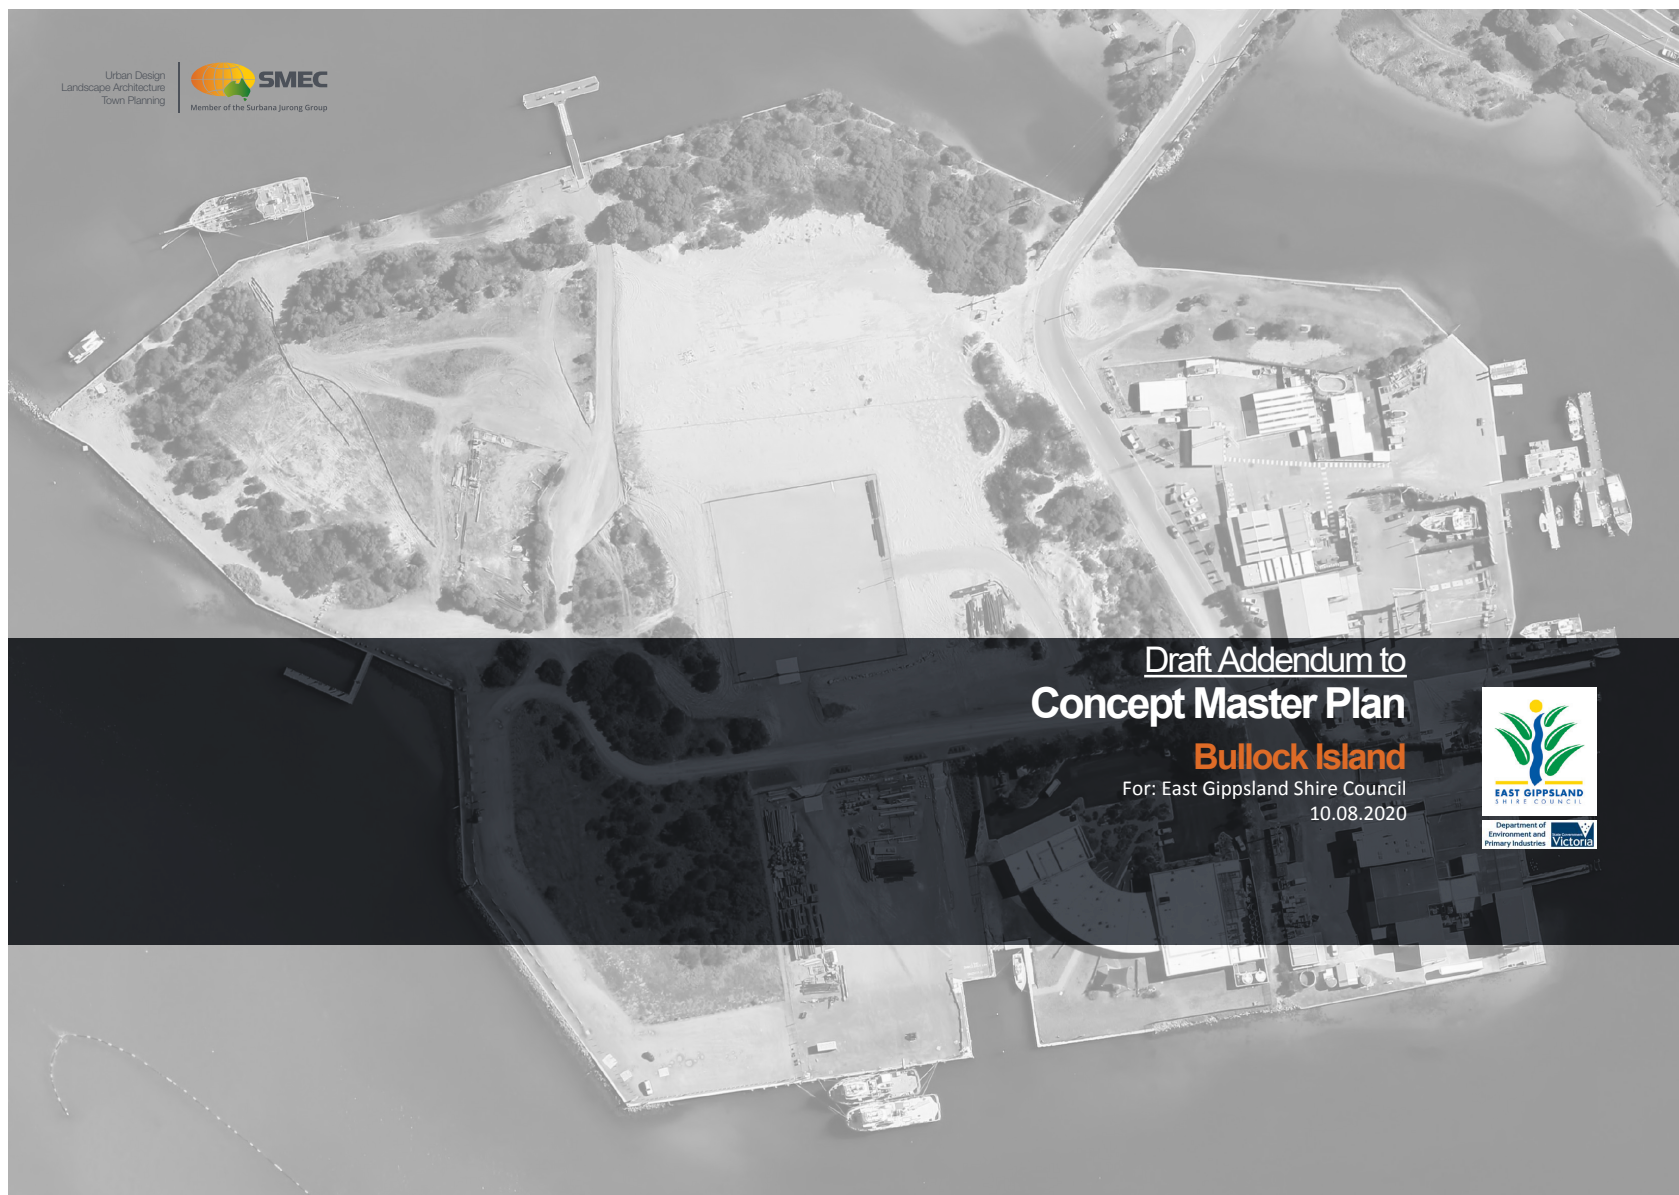 Urban Design
Landscape Architecture
Town Planning
SMEC
Member of the Surbana Jurong Group
Draft Addendum to
Concept Master Plan
Bullock Island
For: East Gippsland Shire Council
10.08.2020
EAST GIPPSLAND
SHIRE COUNCIL
Department of
Environment and
Primary Industries
State Government
Victoria